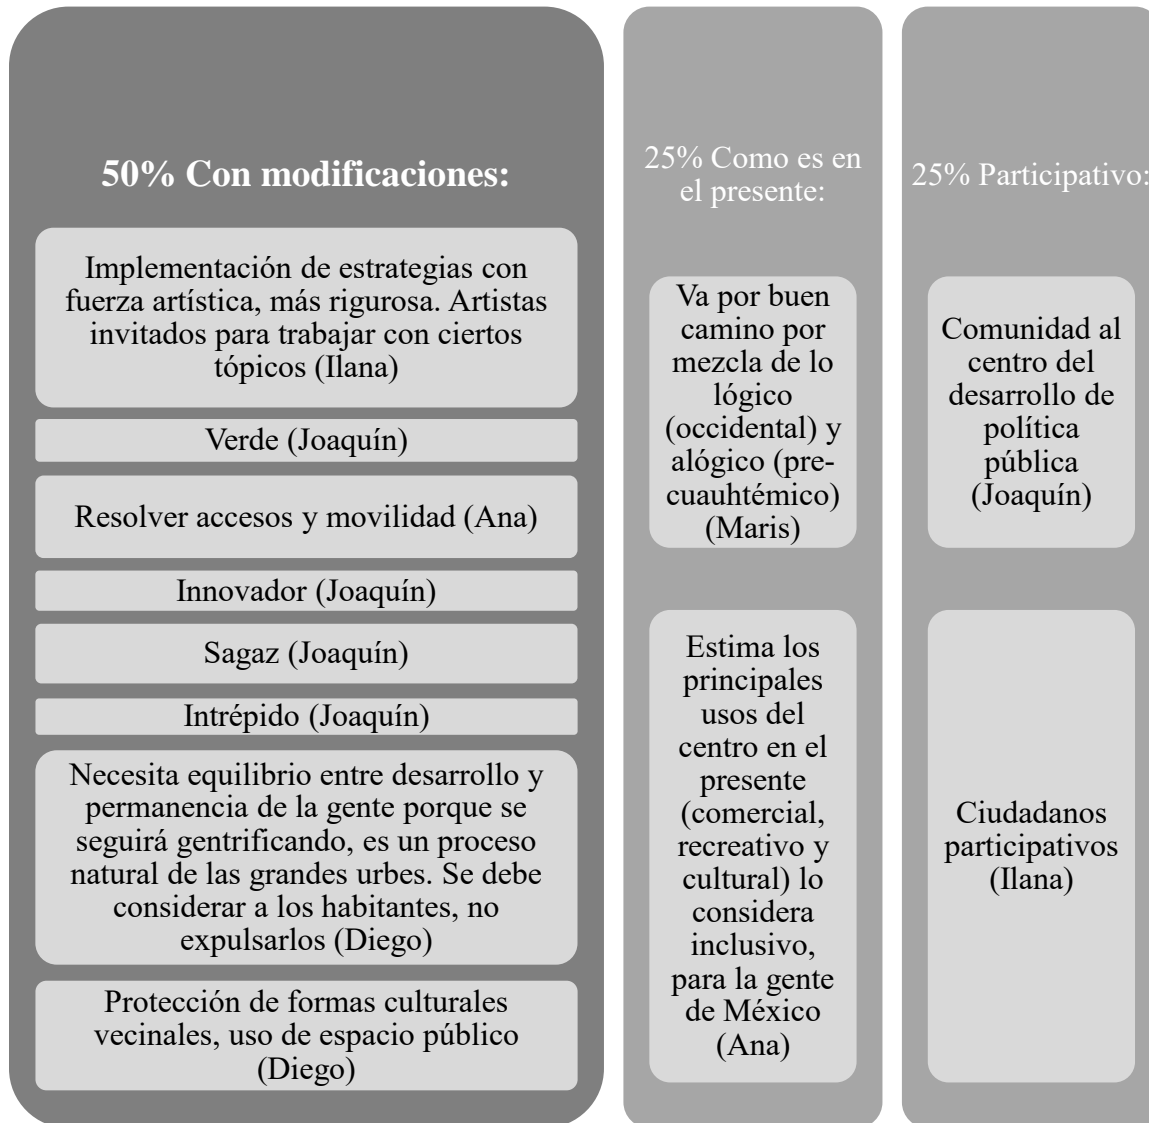 50% Con modificaciones:
Implementación de estrategias con
fuerza artística, más rigurosa. Artistas
invitados para trabajar con ciertos
tópicos (Ilana)
Verde (Joaquín)
Resolver accesos y movilidad (Ana)
Innovador (Joaquín)
Sagaz (Joaquín)
Intrépido (Joaquín)
Necesita equilibrio entre desarrollo y
permanencia de la gente porque se
seguirá gentrificando, es un proceso
natural de las grandes urbes. Se debe
considerar a los habitantes, no
expulsarlos (Diego)
Protección de formas culturales
vecinales, uso de espacio público
(Diego)
25% Como es en
el presente:
Va por buen
camino por
mezcla de lo
lógico
(occidental) y
alógico (pre-
cuauhtémico)
(Maris)
Estima los
principales
usos del
centro en el
presente
(comercial,
recreativo y
cultural) lo
considera
inclusivo,
para la gente
de México
(Ana)
25% Participativo:
Comunidad al
centro del
desarrollo de
política
pública
(Joaquín)
Ciudadanos
participativos
(Ilana)